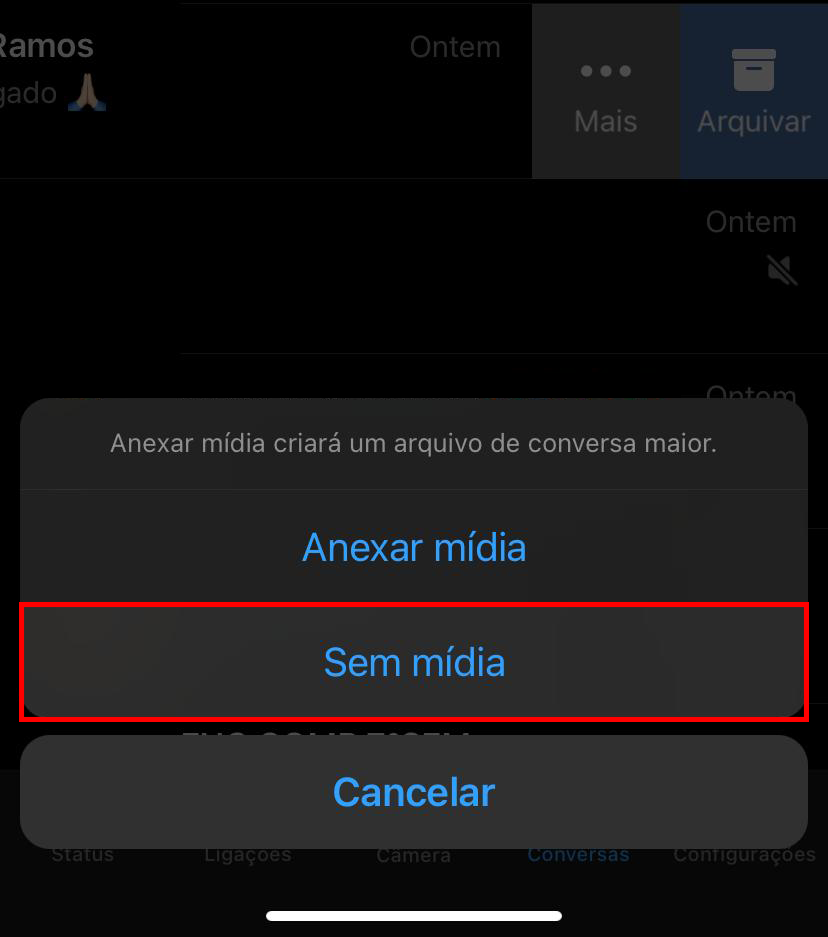 Ramos
Ontem
gado 🙏🏻
Mais
Arquivar
Ontem
Ontem
Anexar mídia criará um arquivo de conversa maior.
Anexar mídia
Sem mídia
Cancelar
Status
Ligações
Câmera
Conversas
Configurações